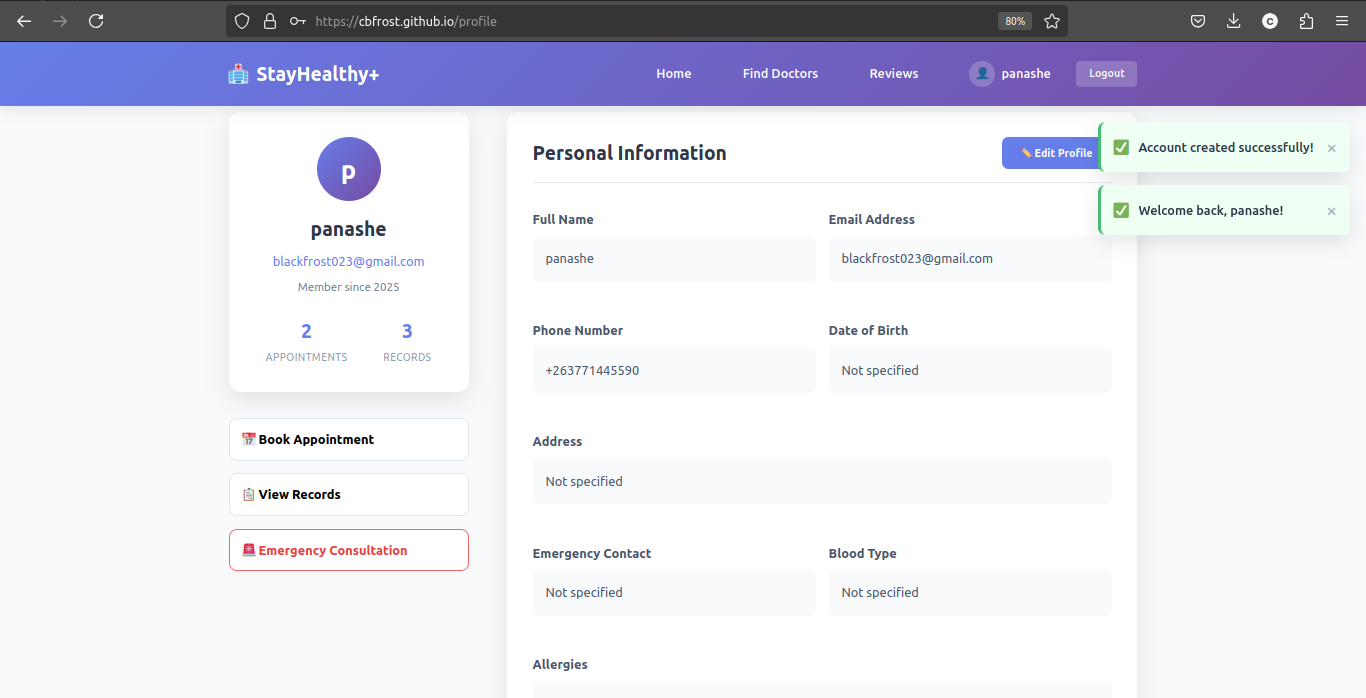 https://cbfrost.github.io/profile
80%
C
StayHealthy+
Home
Find Doctors
Reviews
panashe
Logout
p
panashe
blackfrost023@gmail.com
Member since 2025
2
3
APPOINTMENTS
RECORDS
Book Appointment
View Records
Emergency Consultation
Personal Information
Edit Profile
Account created successfully! ×
Welcome back, panashe! ×
Full Name
Email Address
panashe
blackfrost023@gmail.com
Phone Number
Date of Birth
+263771445590
Not specified
Address
Not specified
Emergency Contact
Blood Type
Not specified
Not specified
Allergies